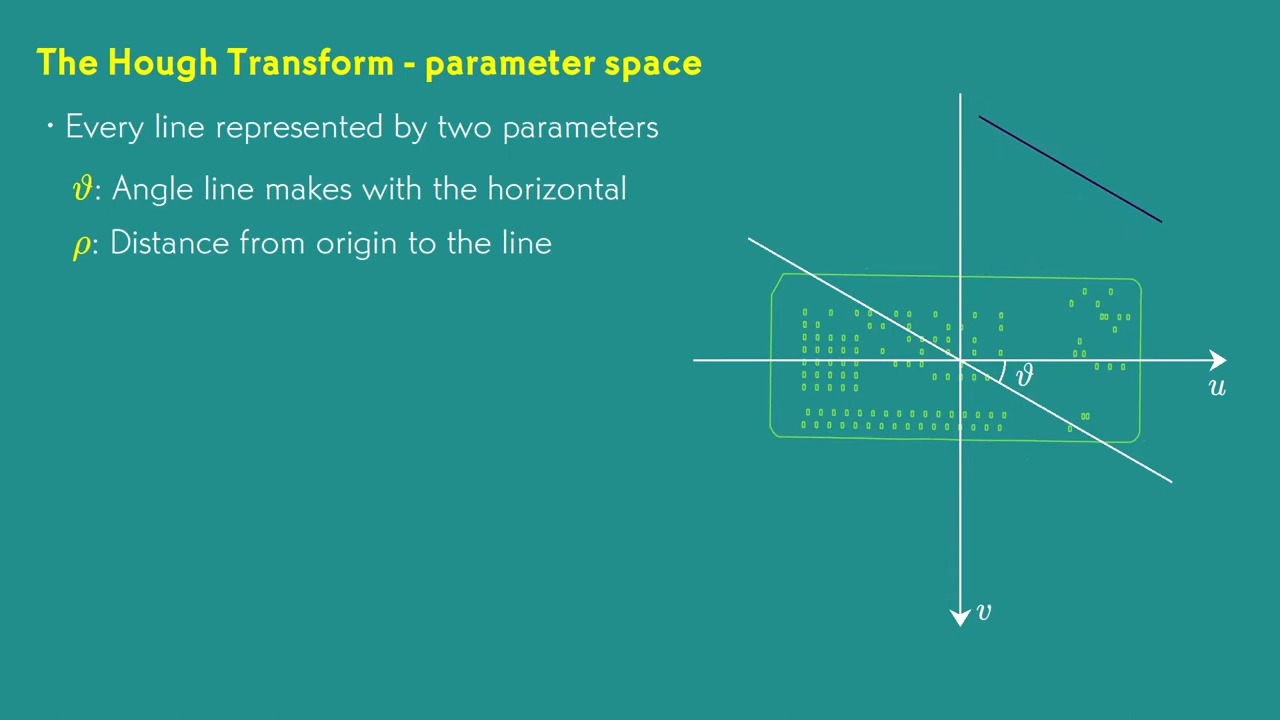 The Hough Transform - parameter space
· Every line represented by two parameters
ϑ: Angle line makes with the horizontal
ρ: Distance from origin to the line
ϑ
u
v